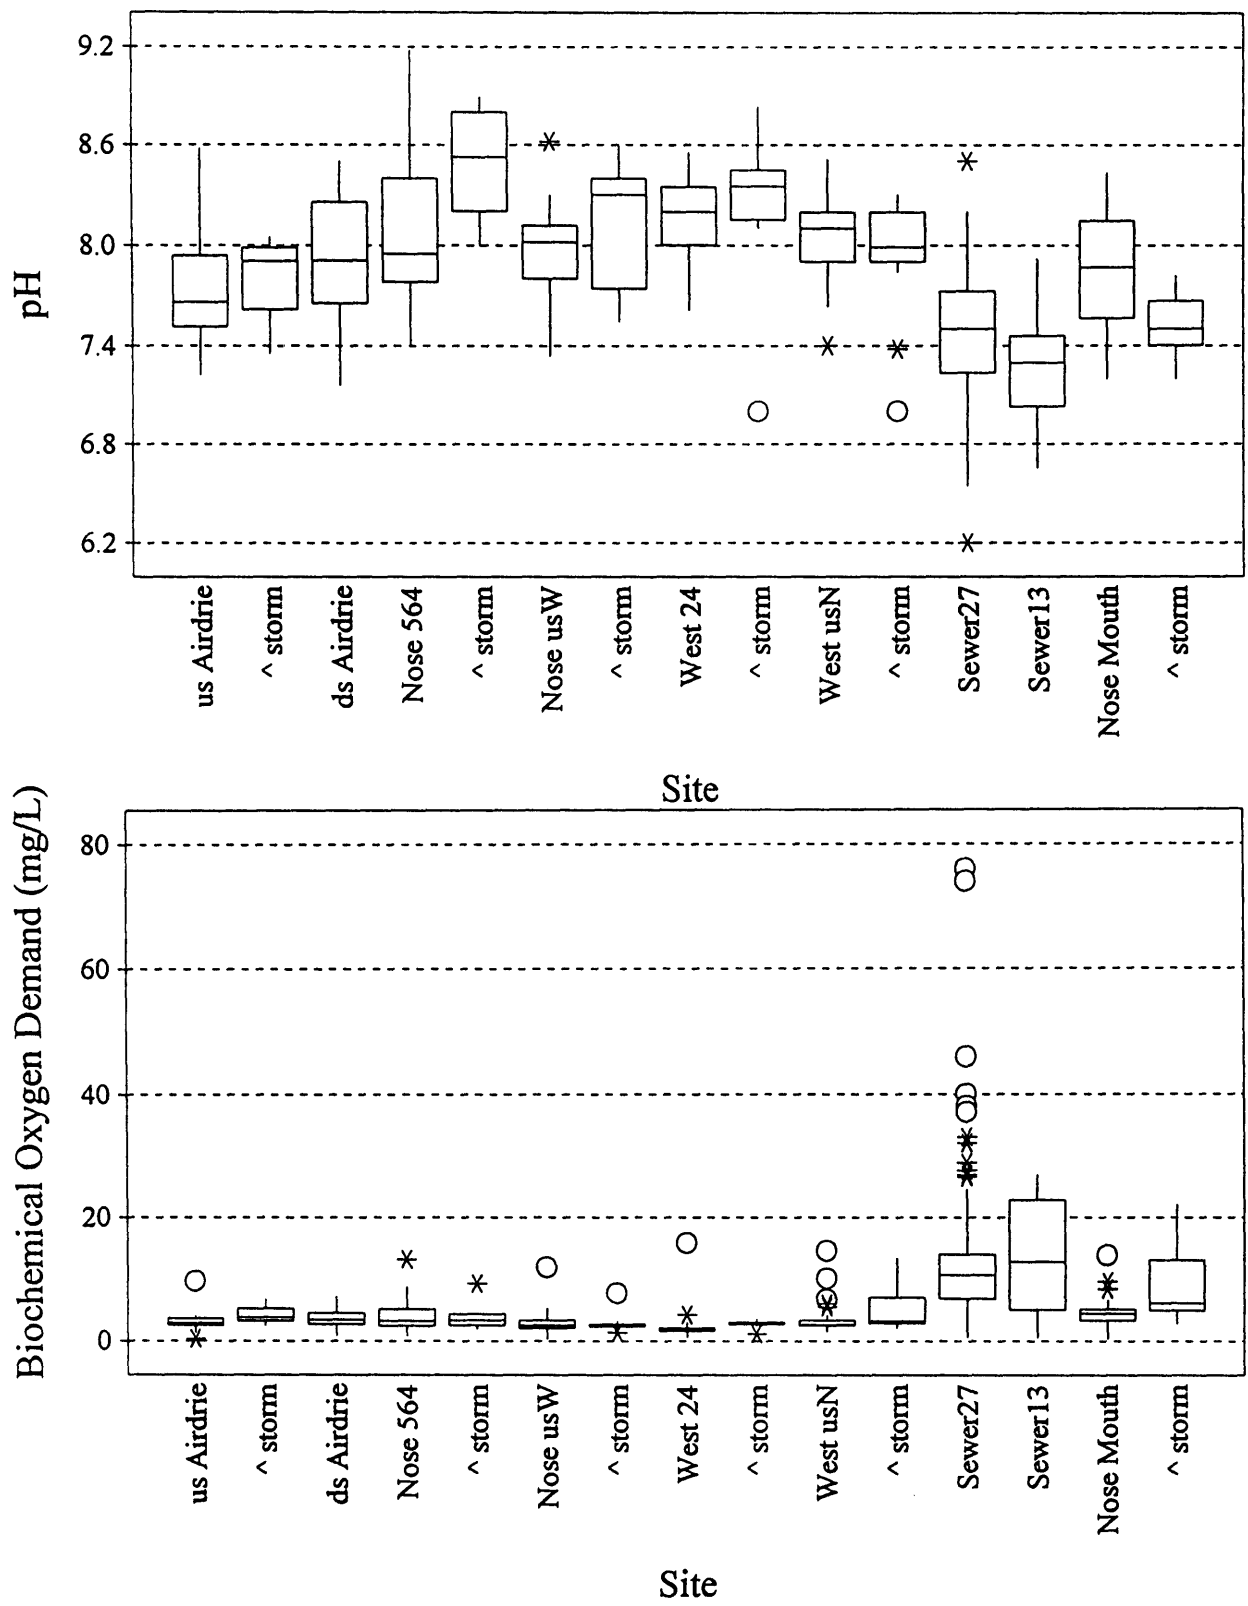 pH
9.2
8.6
8.0
7.4
6.8
6.2
us Airdrie
^ storm
ds Airdrie
Nose 564
^ storm
Nose usW
^ storm
West 24
^ storm
West usN
^ storm
Sewer27
Sewer13
Nose Mouth
^ storm
Site
Biochemical Oxygen Demand (mg/L)
80
60
40
20
0
us Airdrie
^ storm
ds Airdrie
Nose 564
^ storm
Nose usW
^ storm
West 24
^ storm
West usN
^ storm
Sewer27
Sewer13
Nose Mouth
^ storm
Site